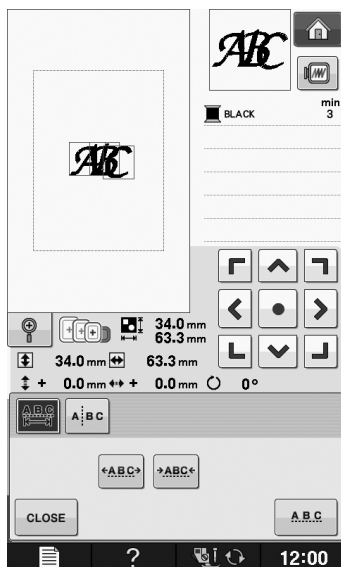 ABC
BLACK
min
3
ABC
34.0 mm
63.3 mm
34.0 mm 63.3 mm
+ 0.0 mm + 0.0 mm 0°
ABC A BC
ABC ABC
CLOSE ABC
? 12:00